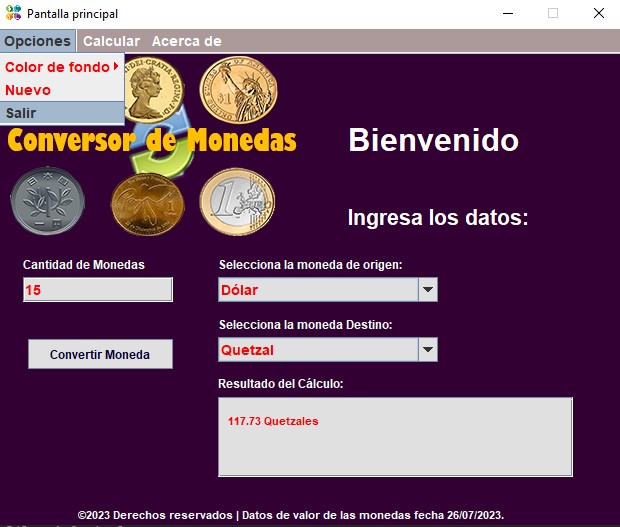 Pantalla principal
Opciones Calcular Acerca de
Color de fondo
Nuevo
Salir
Conversor de Monedas
Bienvenido
Ingresa los datos:
Cantidad de Monedas
15
Selecciona la moneda de origen:
Dólar
Convertir Moneda
Selecciona la moneda Destino:
Quetzal
Resultado del Cálculo:
117.73 Quetzales
©2023 Derechos reservados | Datos de valor de las monedas fecha 26/07/2023.